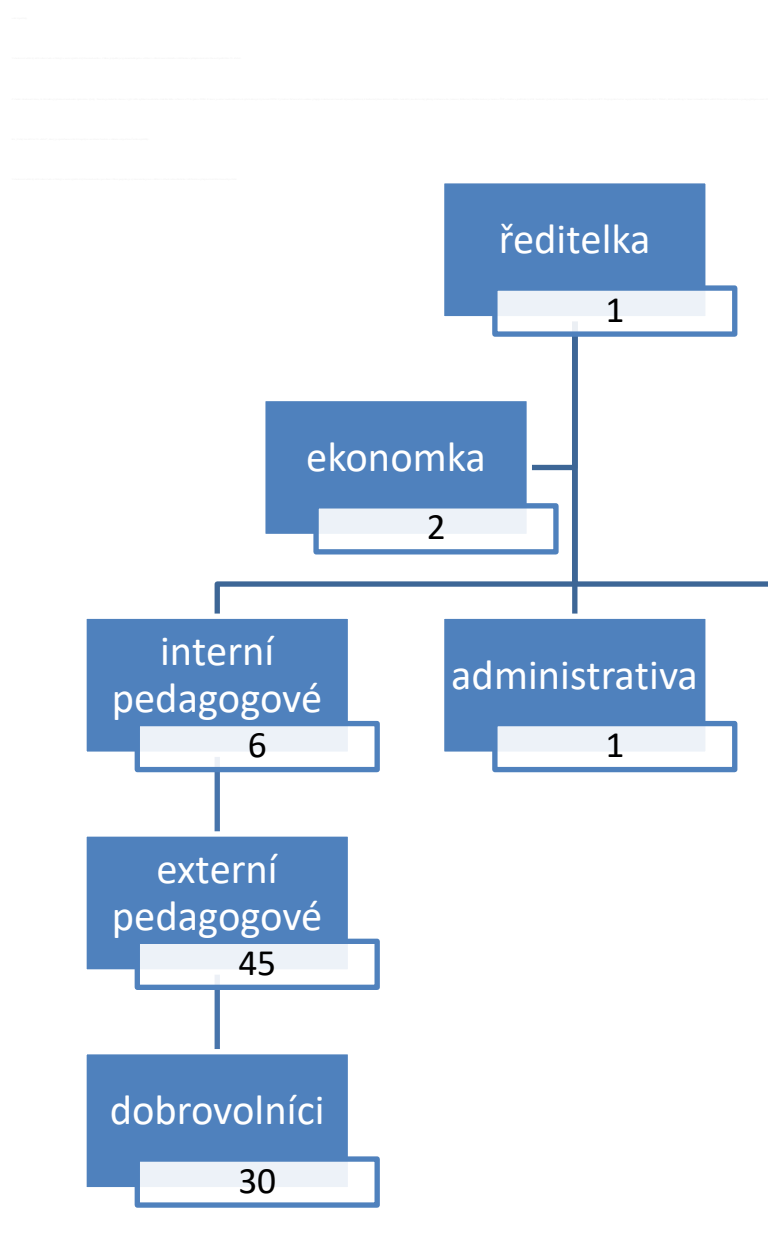 ředitelka
1
ekonomka
2
interní
pedagogové
6
administrativa
1
externí
pedagogové
45
dobrovolníci
30